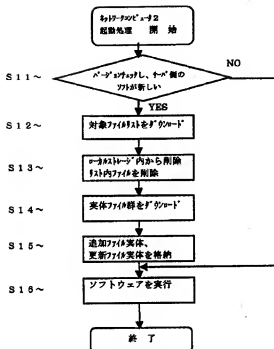 ネットワークコンピュータ2
起動処理 開始
S11~
バージョンチェックし、サーバ側の
ソフトが新しい
NO
YES
S12~
対象ファイルリストをダウンロード
S13~
ローカルストレージ内から削除
リスト内ファイルを削除
S14~
実体ファイル群をダウンロード
S15~
追加ファイル実体、
更新ファイル実体を格納
S16~
ソフトウェアを実行
終了